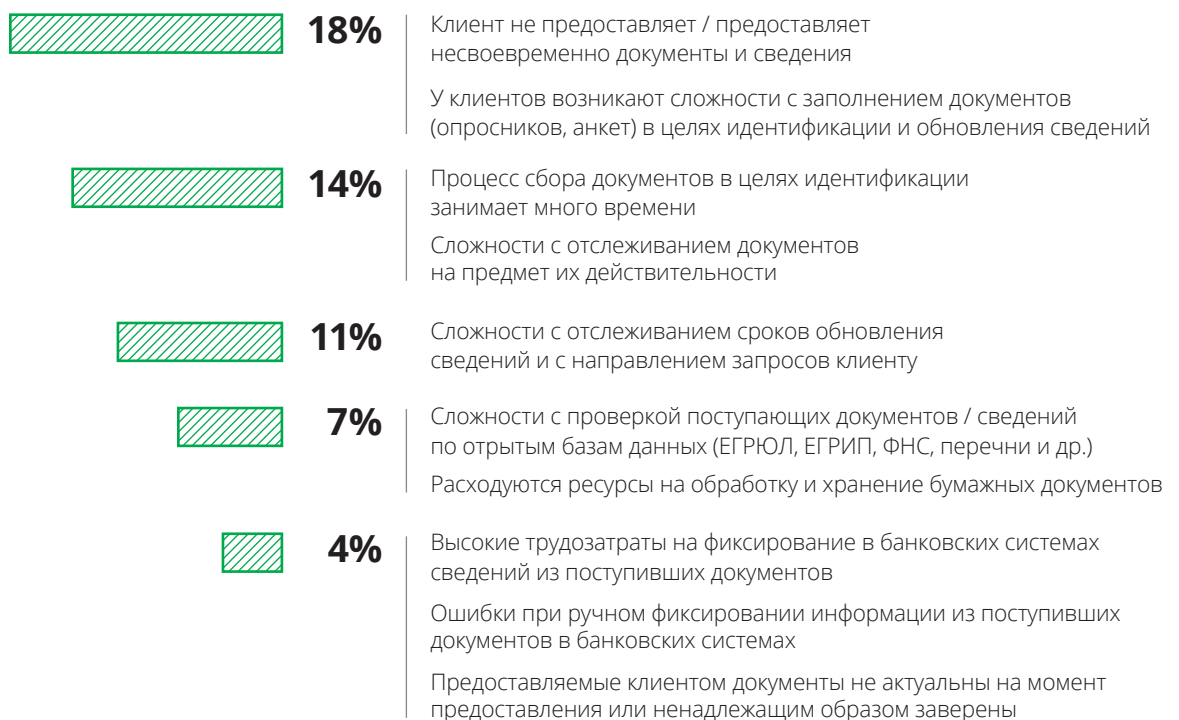 18%
Клиент не предоставляет / предоставляет
несвоевременно документы и сведения
У клиентов возникают сложности с заполнением документов
(опросников, анкет) в целях идентификации и обновления сведений
14%
Процесс сбора документов в целях идентификации
занимает много времени
Сложности с отслеживанием документов
на предмет их действительности
11%
Сложности с отслеживанием сроков обновления
сведений и с направлением запросов клиенту
7%
Сложности с проверкой поступающих документов / сведений
по отрытым базам данных (ЕГРЮЛ, ЕГРИП, ФНС, перечни и др.)
Расходуются ресурсы на обработку и хранение бумажных документов
4%
Высокие трудозатраты на фиксирование в банковских системах
сведений из поступивших документов
Ошибки при ручном фиксировании информации из поступивших
документов в банковских системах
Предоставляемые клиентом документы не актуальны на момент
предоставления или ненадлежащим образом заверены